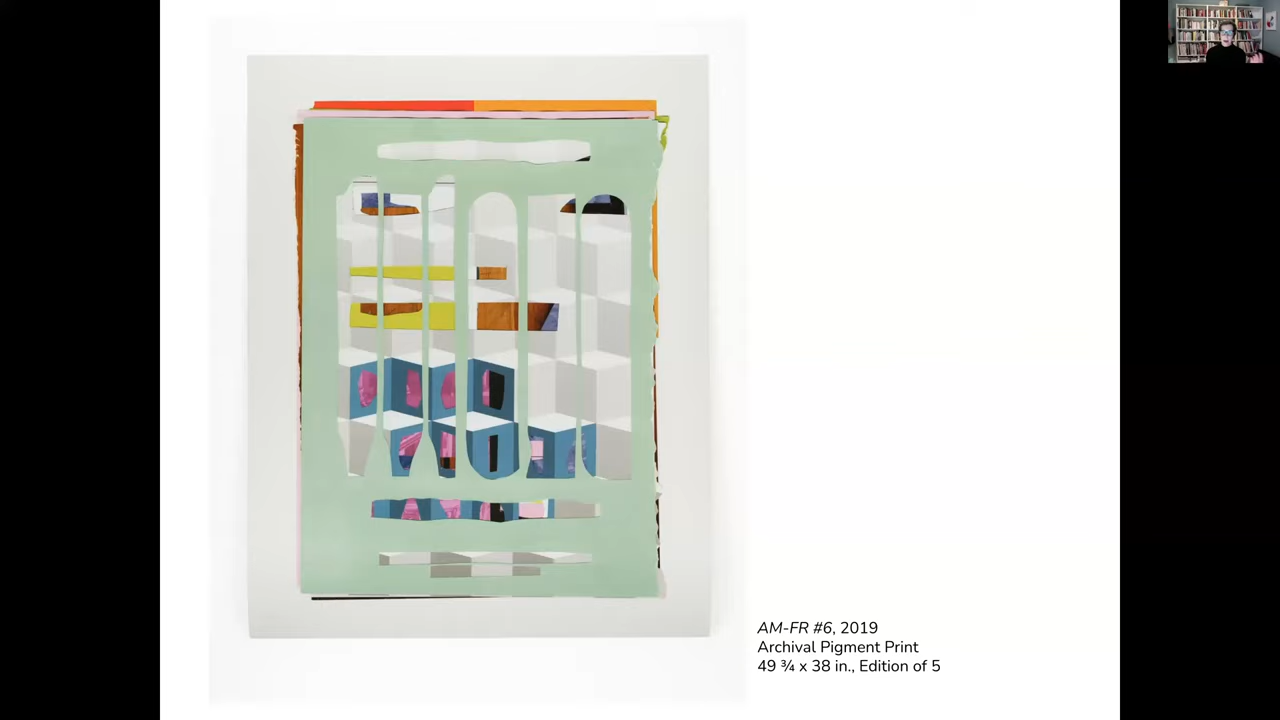 AM-FR #6, 2019
Archival Pigment Print
49 ¾ x 38 in., Edition of 5